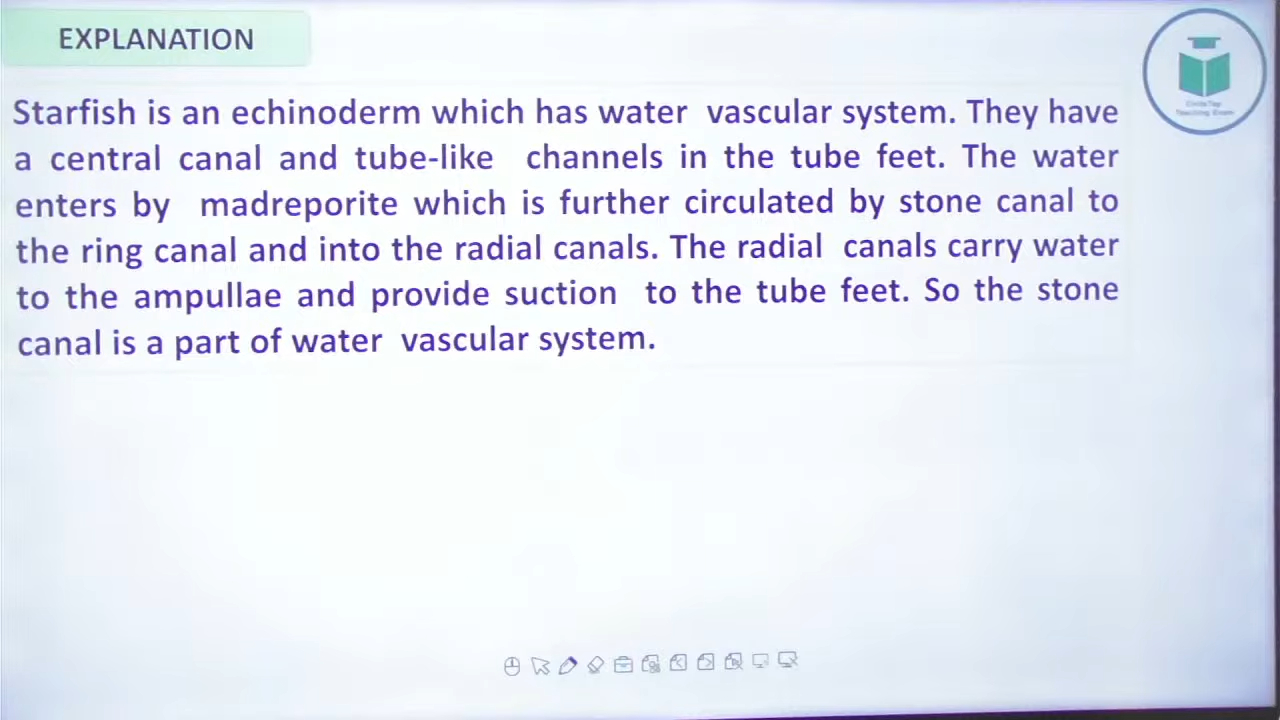 EXPLANATION
Starfish is an echinoderm which has water vascular system. They have
a central canal and tube-like channels in the tube feet. The water
enters by madreporite which is further circulated by stone canal to
the ring canal and into the radial canals. The radial canals carry water
to the ampullae and provide suction to the tube feet. So the stone
canal is a part of water vascular system.